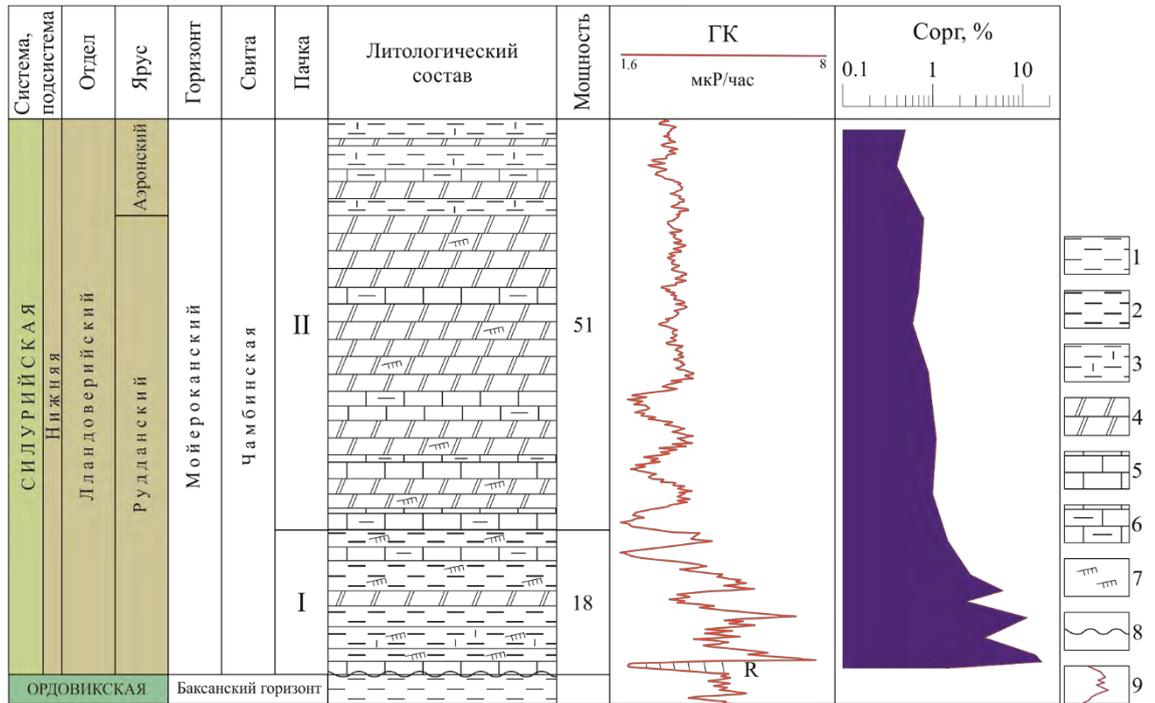 Система,
подсистема
Отдел
Ярус
Горизонт
Свита
Пачка
Литологический
состав
Мощность
ГК
1.6 8
мкР/час
Сорг, %
0.1 1 10
СИЛУРИЙСКАЯ
Нижняя
Лландоверийский
Аэронский
Рудданский
Мойероканский
Чамбинская
II
51
I
18
R
ОРДОВИКСКАЯ
Баксанский горизонт
1
2
3
4
5
6
7
8
9